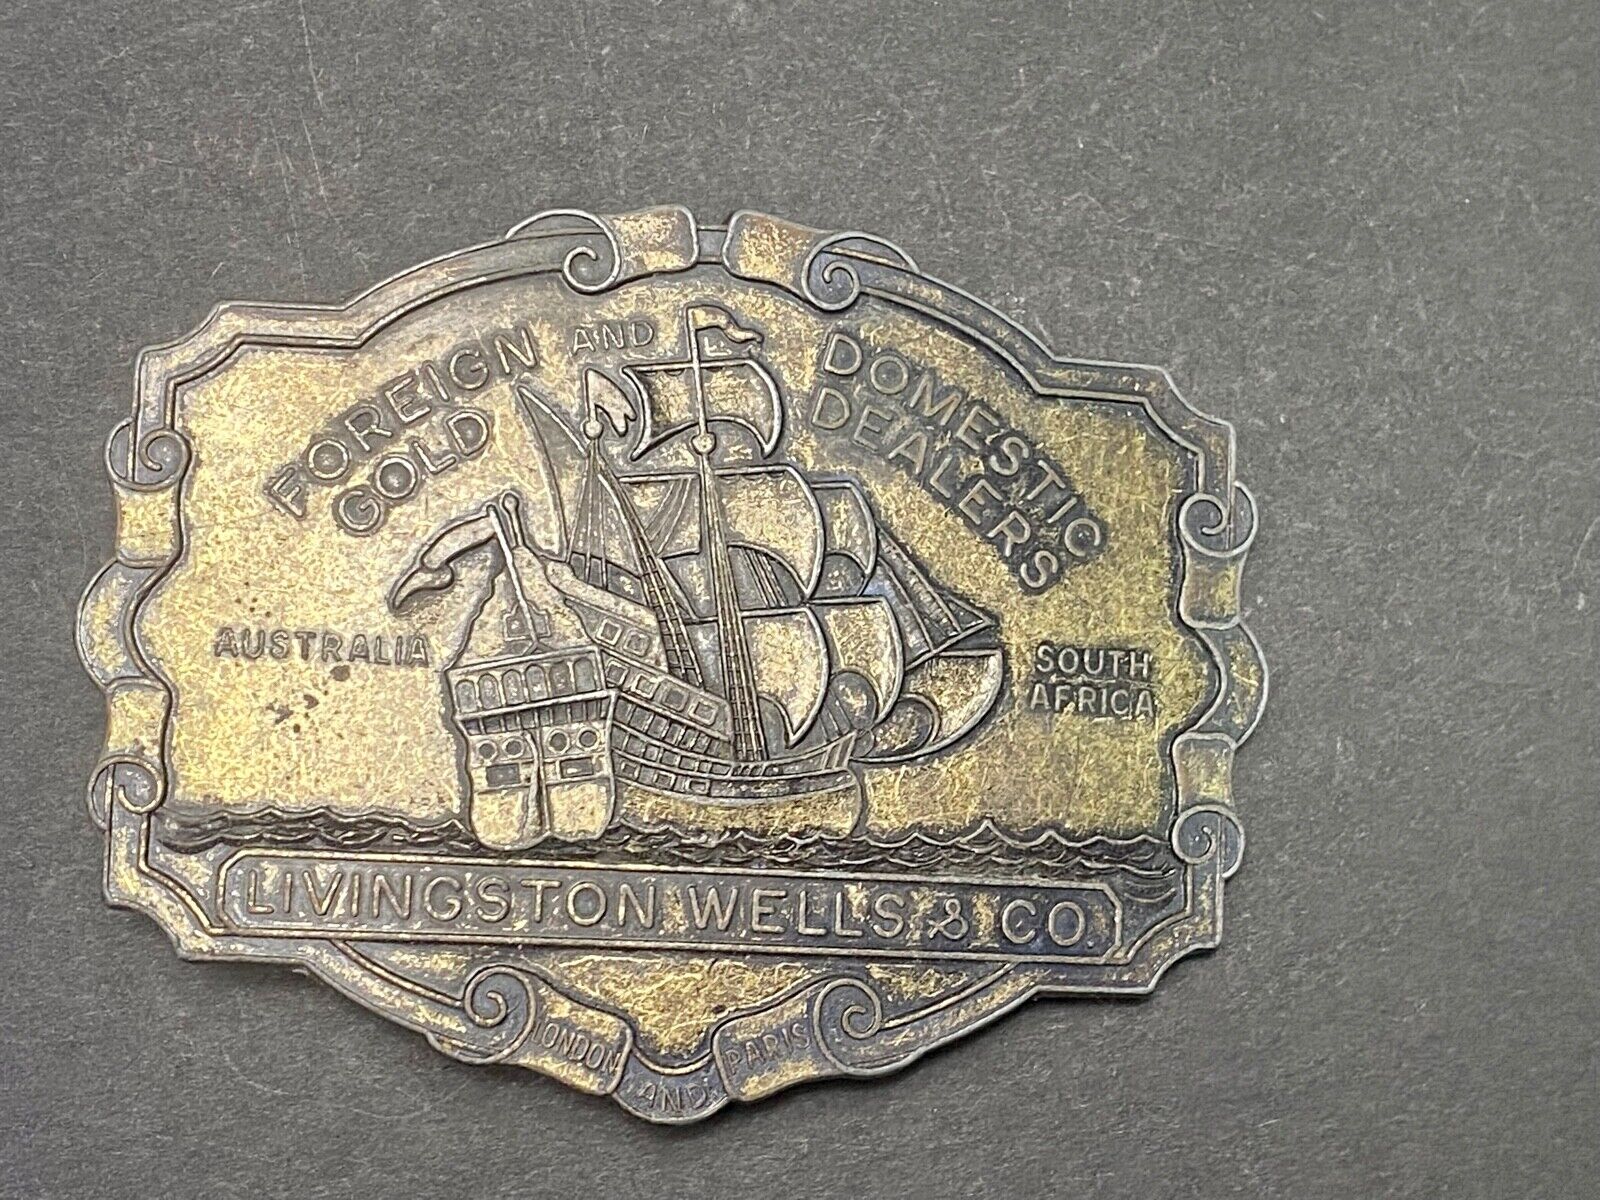 FOREIGN AND DOMESTIC
GOLD DEALERS
AUSTRALIA
SOUTH
AFRICA
LIVINGSTON WELLS & CO.
LONDON AND PARIS